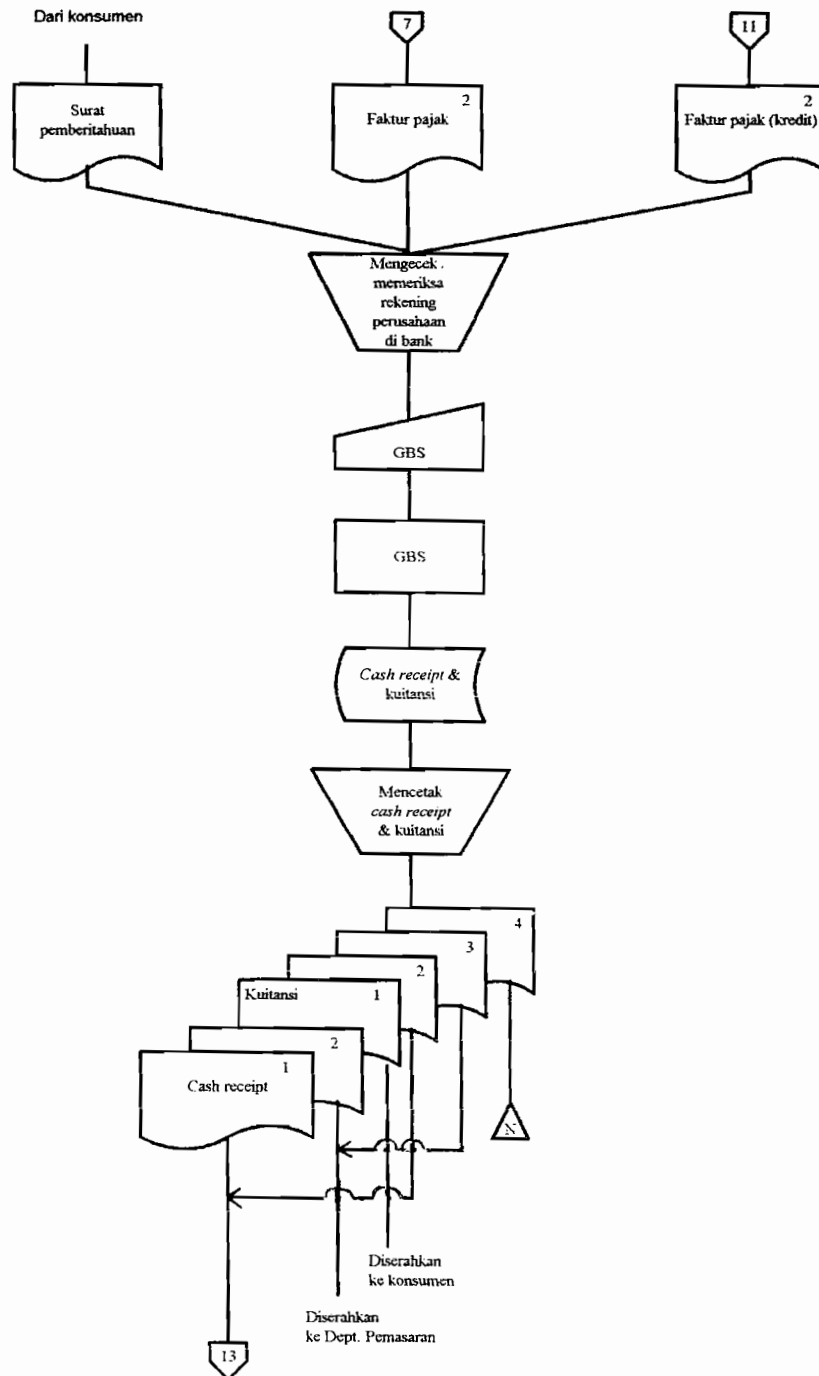 Dari konsumen
7
11
Surat
pemberitahuan
2
Faktur pajak
2
Faktur pajak (kredit)
Mengecek .
memeriksa
rekening
perusahaan
di bank
GBS
GBS
Cash receipt &
kuitansi
Mencetak
cash receipt
& kuitansi
4
3
2
Kuitansi 1
2
1
Cash receipt
N
Diserahkan
ke konsumen
Diserahkan
ke Dept. Pemasaran
13